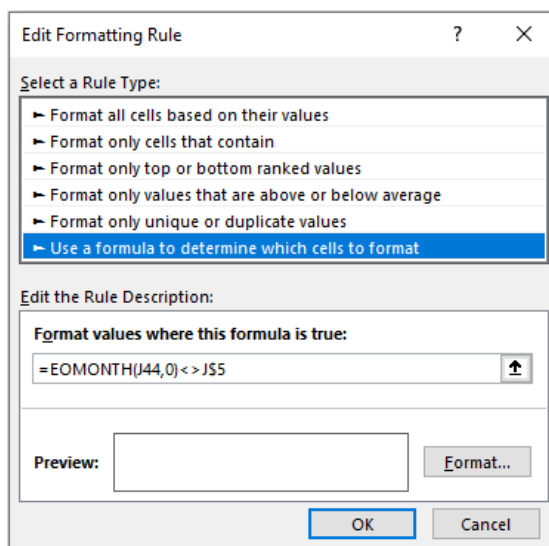 Edit Formatting Rule ? ×
Select a Rule Type:
► Format all cells based on their values
► Format only cells that contain
► Format only top or bottom ranked values
► Format only values that are above or below average
► Format only unique or duplicate values
► Use a formula to determine which cells to format
Edit the Rule Description:
Format values where this formula is true:
=EOMONTH(J44,0)<>J$5
Preview: Format...
OK Cancel